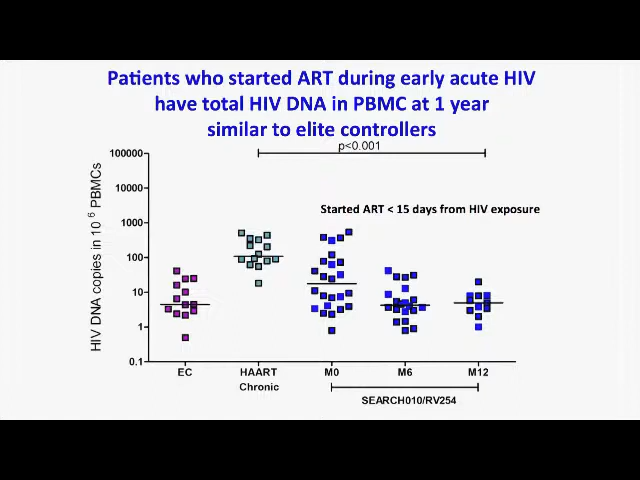 Patients who started ART during early acute HIV
have total HIV DNA in PBMC at 1 year
similar to elite controllers
p<0.001
Started ART < 15 days from HIV exposure
HIV DNA copies in 10 6 PBMCs
100000
10000
1000
100
10
1
0.1
EC
HAART
Chronic
M0
M6
M12
SEARCH010/RV254